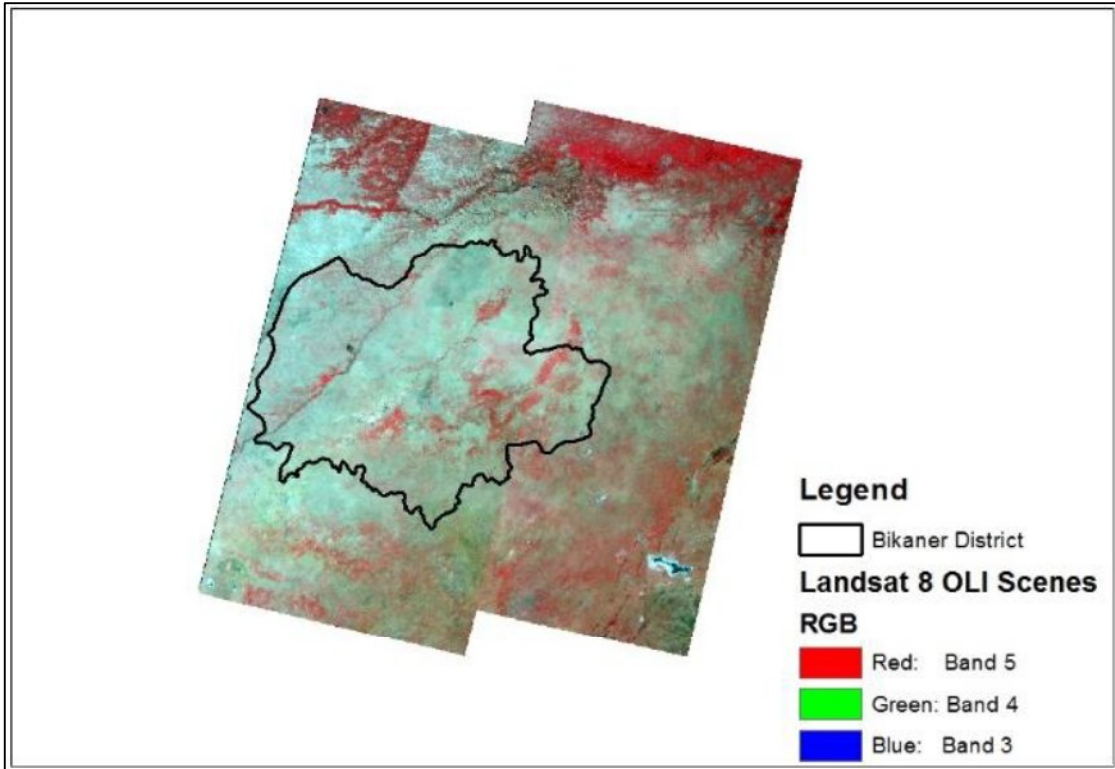 Legend
Bikaner District
Landsat 8 OLI Scenes
RGB
Red: Band 5
Green: Band 4
Blue: Band 3